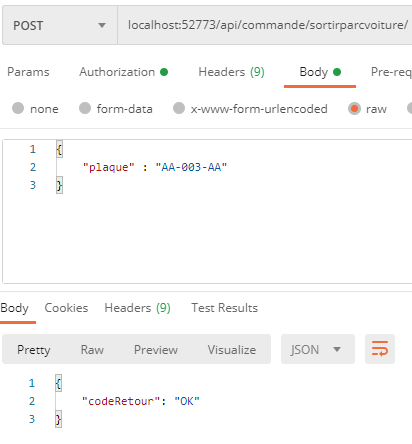 POST localhost:52773/api/commande/sortirparcvoiture/
Params Authorization Headers (9) Body Pre-req
none form-data x-www-form-urlencoded raw
1 {
2 "plaque" : "AA-003-AA"
3 }
Body Cookies Headers (9) Test Results
Pretty Raw Preview Visualize JSON
1 {
2 "codeRetour": "OK"
3 }